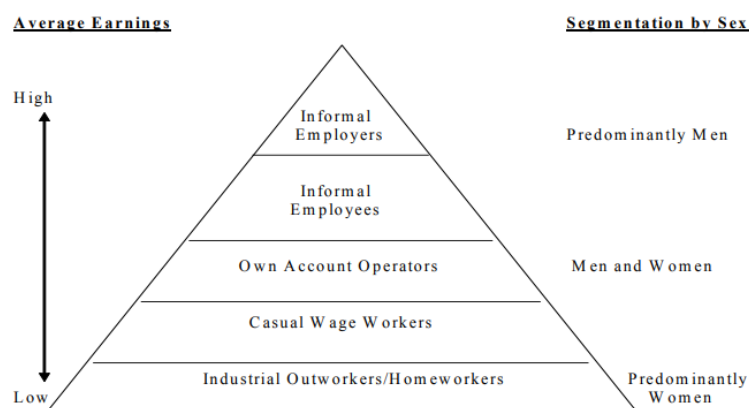 Average Earnings
Segmentation by Sex
High
Informal
Employers
Predominantly Men
Informal
Employees
Own Account Operators
Men and Women
Casual Wage Workers
Industrial Outworkers/Homeworkers
Predominantly
Women
Low